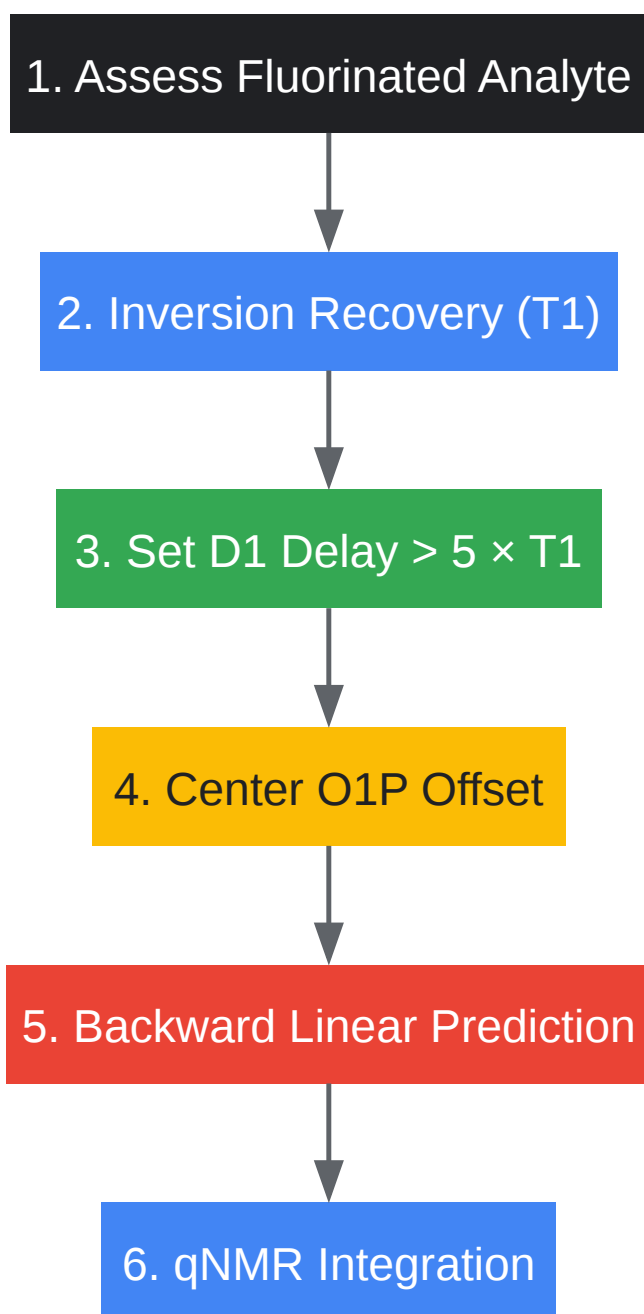 1. Assess Fluorinated Analyte
2. Inversion Recovery (T1)
3. Set D1 Delay > 5 × T1
4. Center O1P Offset
5. Backward Linear Prediction
6. qNMR Integration